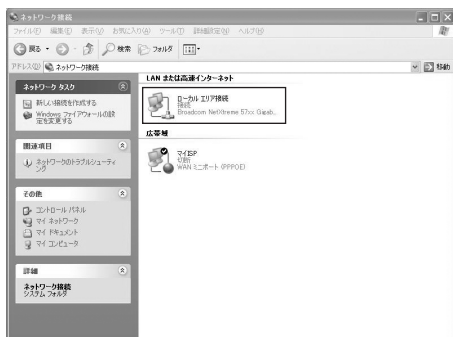 ネットワーク接続
ファイル(F) 編集(E) 表示(V) お気に入り(A) ツール(T) 詳細設定(N) ヘルプ(H)
戻る 検索 フォルダ
アドレス(D) ネットワーク接続 移動
ネットワーク タスク
新しい接続を作成する
Windows ファイアウォールの設定を変更する
関連項目
ネットワークのトラブルシューティング
その他
コントロール パネル
マイ ネットワーク
マイ ドキュメント
マイ コンピュータ
詳細
ネットワーク接続
システム フォルダ
LAN または高速インターネット
ローカル エリア接続
接続
Broadcom NetXtreme 57xx Gigab...
広帯域
マイISP
切断
WAN ミニポート (PPPOE)